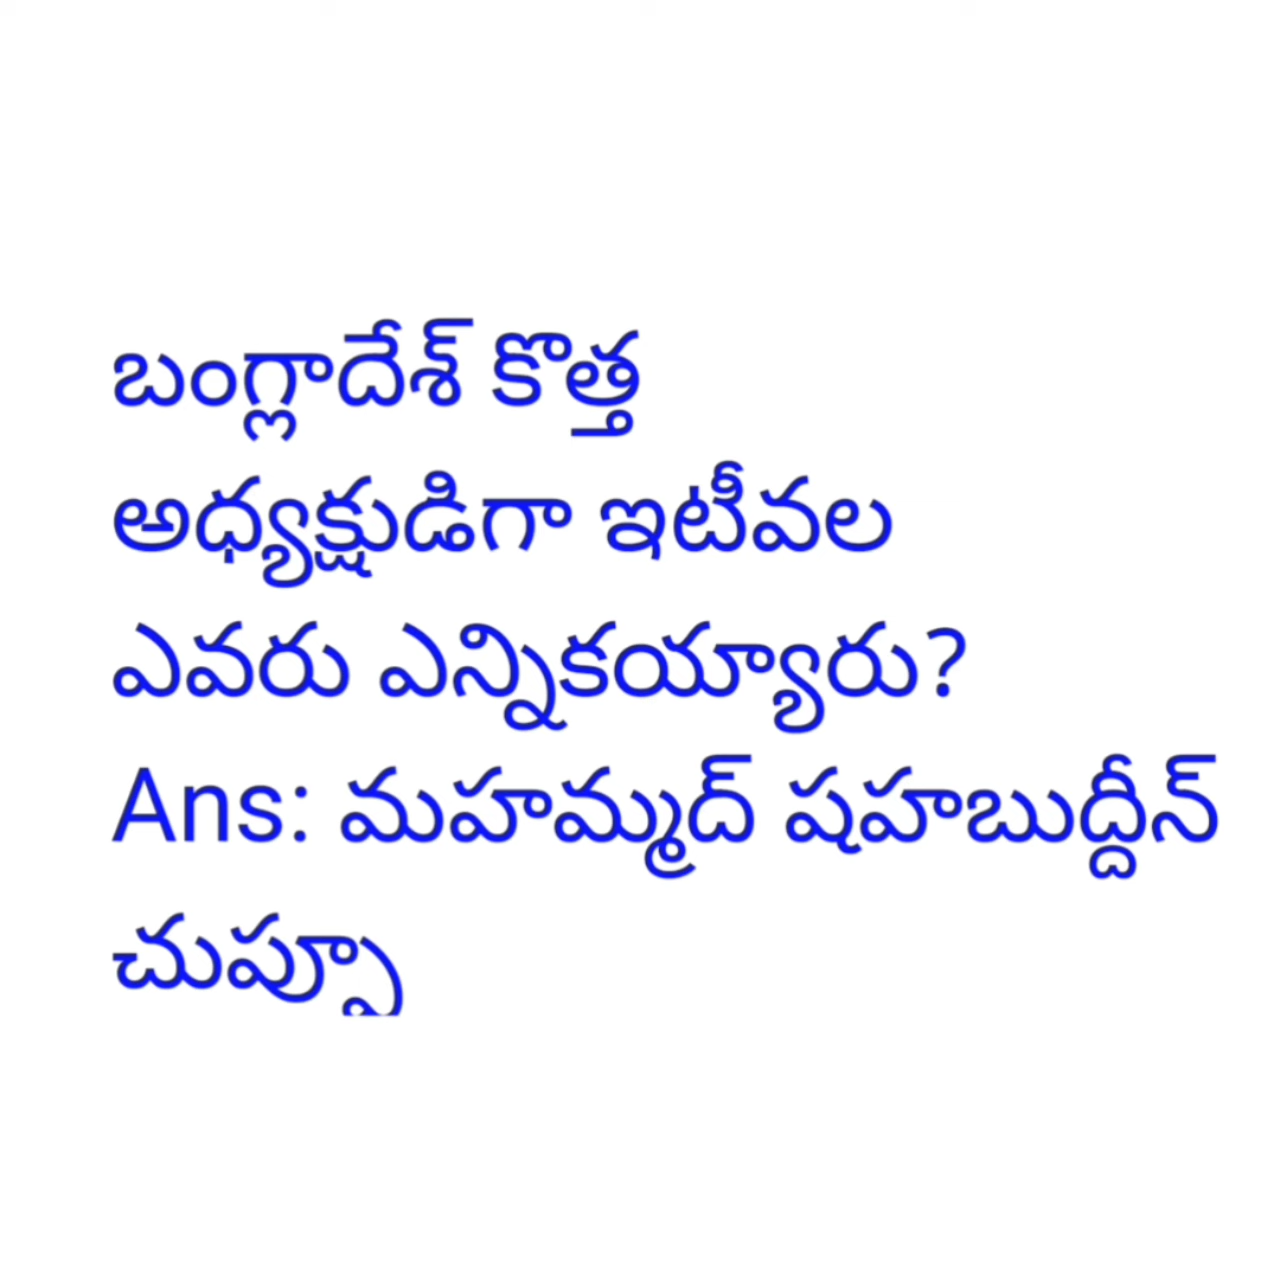 బంగ్లాదేశ్ కొత్త
అధ్యక్షుడిగా ఇటీవల
ఎవరు ఎన్నికయ్యారు?
Ans: మహమ్మద్ షహబుద్దీన్
చుప్పూ